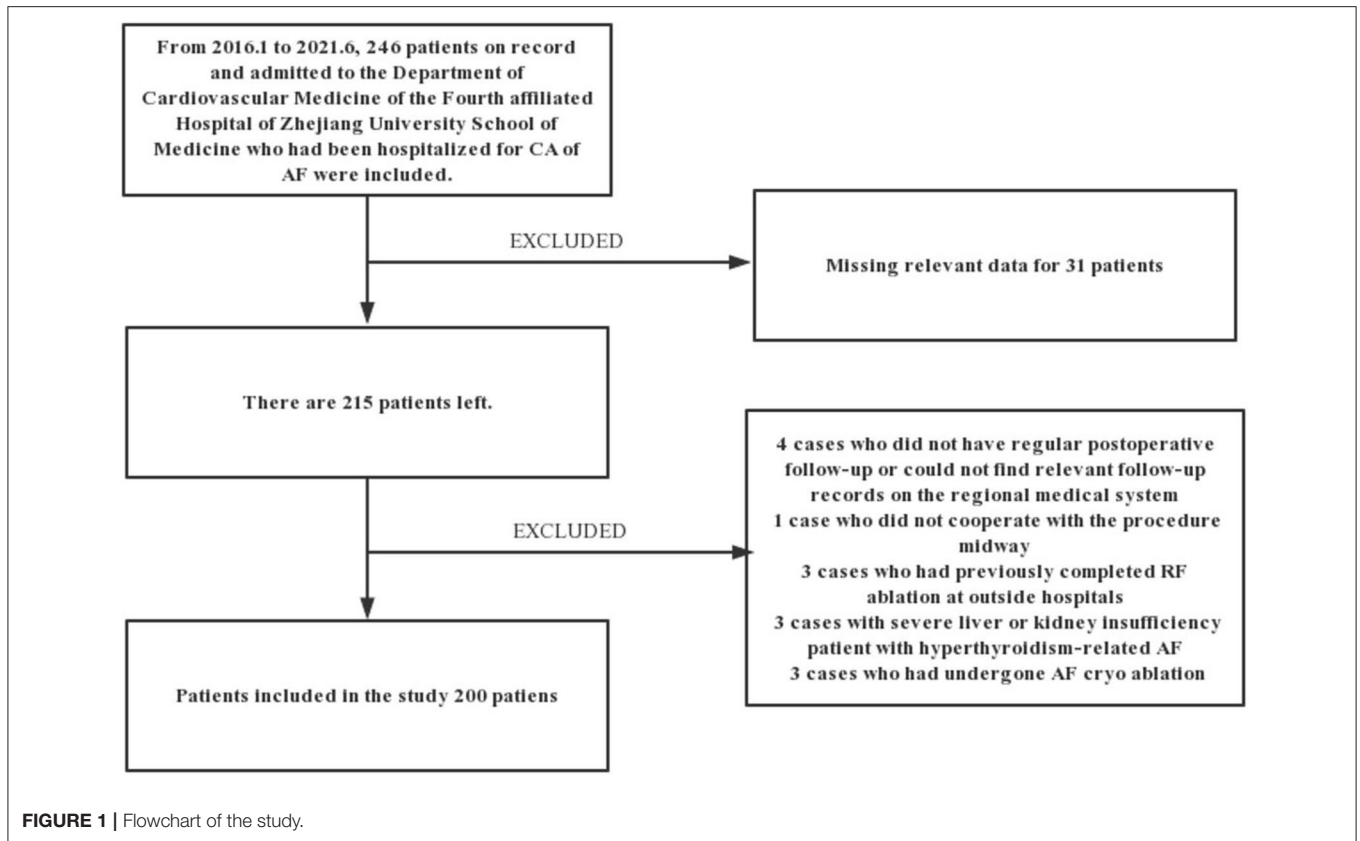 From 2016.1 to 2021.6, 246 patients on record
and admitted to the Department of
Cardiovascular Medicine of the Fourth affiliated
Hospital of Zhejiang University School of
Medicine who had been hospitalized for CA of
AF were included.
EXCLUDED
Missing relevant data for 31 patients
There are 215 patients left.
EXCLUDED
4 cases who did not have regular postoperative
follow-up or could not find relevant follow-up
records on the regional medical system
1 case who did not cooperate with the procedure
midway
3 cases who had previously completed RF
ablation at outside hospitals
3 cases with severe liver or kidney insufficiency
patient with hyperthyroidism-related AF
3 cases who had undergone AF cryo ablation
Patients included in the study 200 patiens
FIGURE 1 | Flowchart of the study.